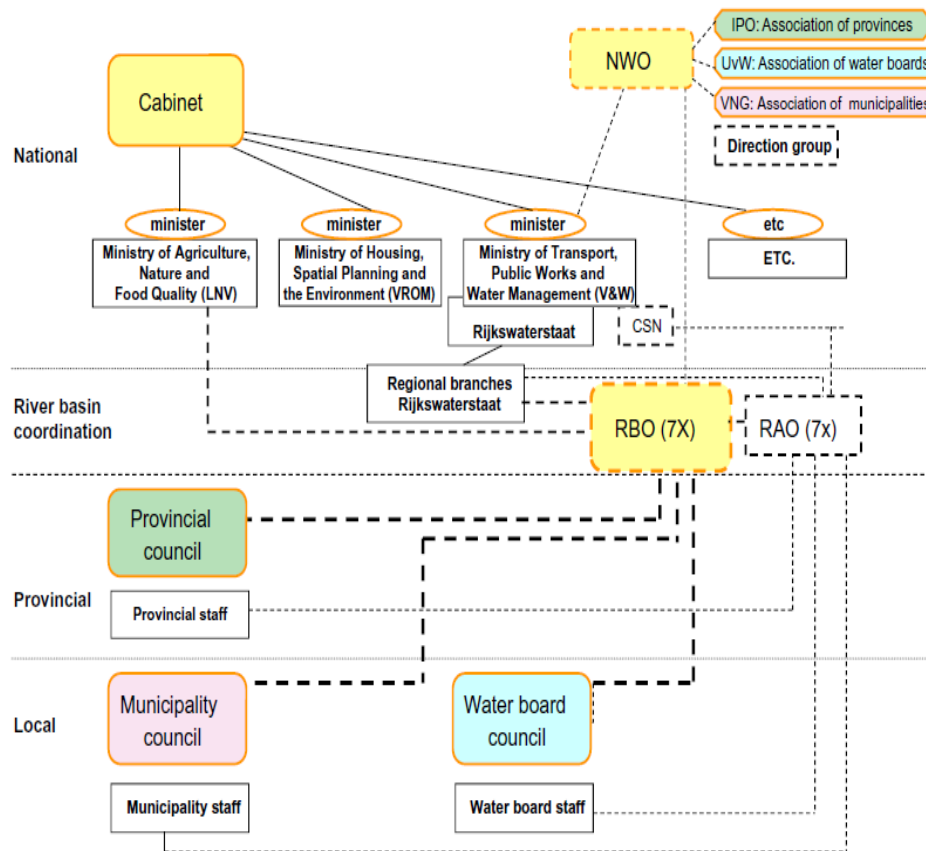 IPO: Association of provinces
NWO
UvW: Association of water boards
Cabinet
VNG: Association of municipalities
Direction group
National
minister
minister
minister
etc
Ministry of Agriculture,
Nature and
Food Quality (LNV)
Ministry of Housing,
Spatial Planning and
the Environment (VROM)
Ministry of Transport,
Public Works and
Water Management (V&W)
ETC.
Rijkswaterstaat
CSN
Regional branches
Rijkswaterstaat
River basin
coordination
RBO (7X)
RAO (7x)
Provincial
council
Provincial
Provincial staff
Municipality
council
Water board
council
Local
Municipality staff
Water board staff